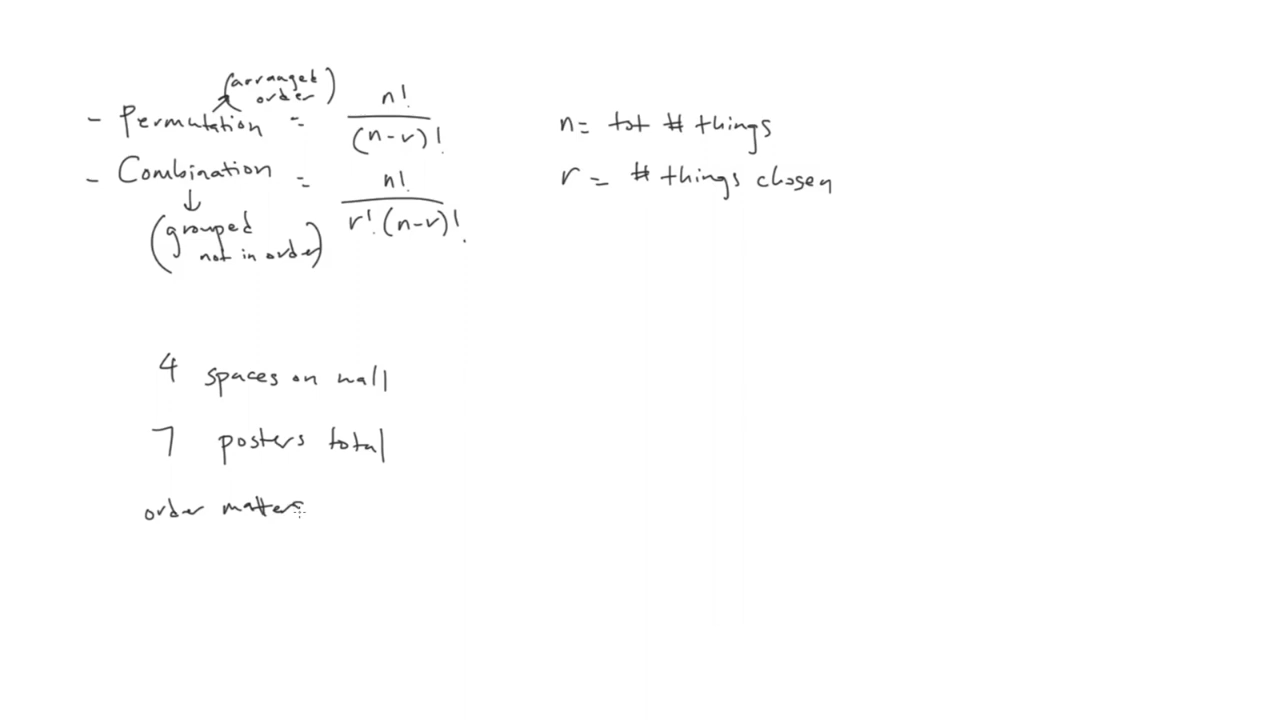 (arranged
order)
- Permutation = n! / (n-r)!
n = tot # things
- Combination = n! / r!(n-r)!
r = # things chosen
(grouped
not in order)
4 spaces on wall
7 posters total
order matters